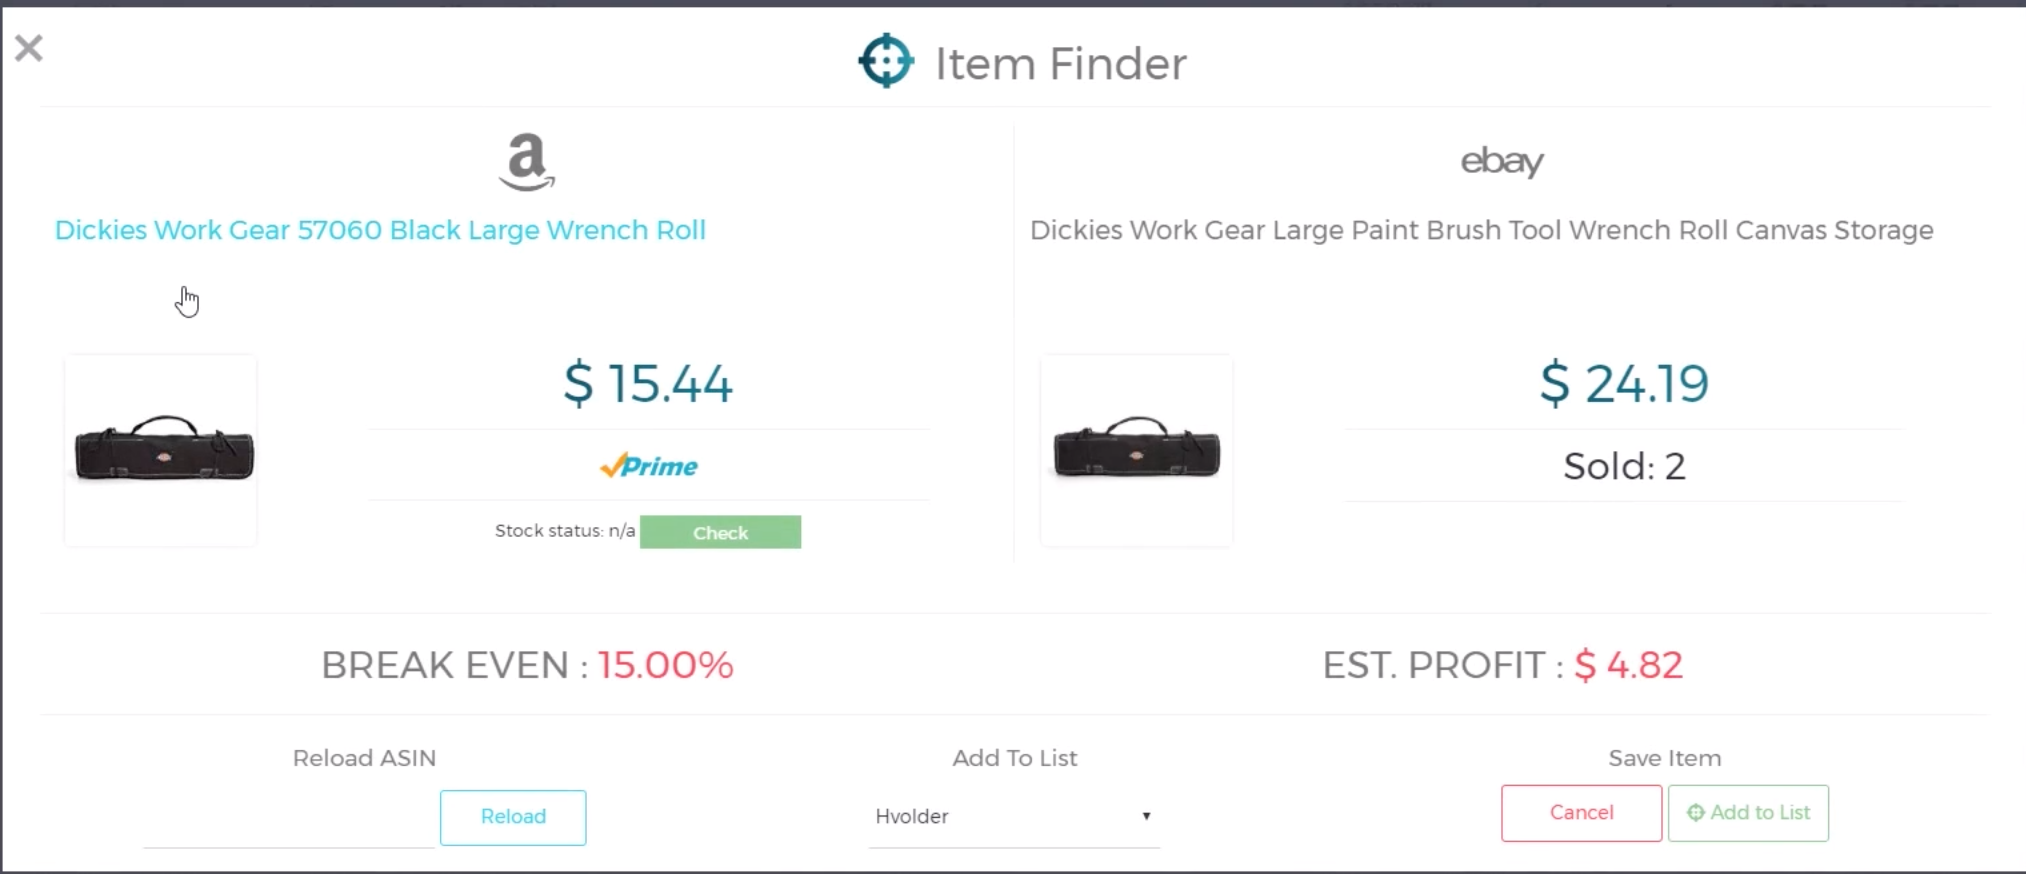 Item Finder
a
ebay
Dickies Work Gear 57060 Black Large Wrench Roll
Dickies Work Gear Large Paint Brush Tool Wrench Roll Canvas Storage
$ 15.44
$ 24.19
Prime
Sold: 2
Stock status: n/a Check
BREAK EVEN : 15.00%
EST. PROFIT : $ 4.82
Reload ASIN
Add To List
Save Item
Reload
Hvolder
Cancel
Add to List